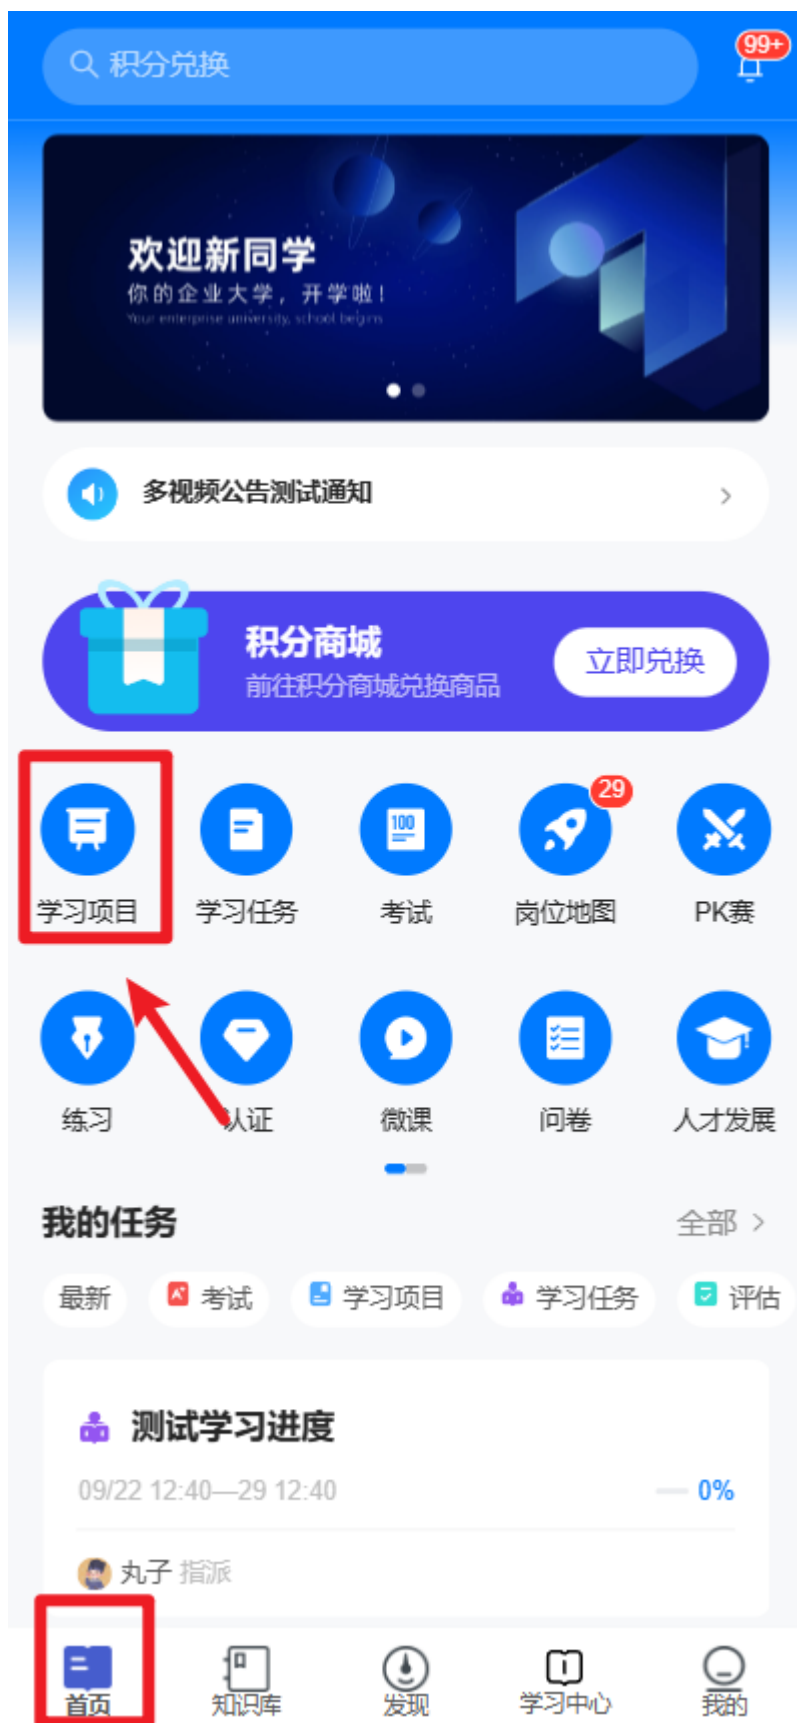 积分兑换
99+
欢迎新同学
你的企业大学，开学啦！
Your enterprise university, school begins
多视频公告测试通知
积分商城
前往积分商城兑换商品
立即兑换
29
100
学习项目 学习任务 考试 岗位地图 PK赛
练习 认证 微课 问卷 人才发展
我的任务 全部
最新 考试 学习项目 学习任务 评估
测试学习进度
09/22 12:40—29 12:40 0%
丸子 指派
首页 知识库 发现 学习中心 我的